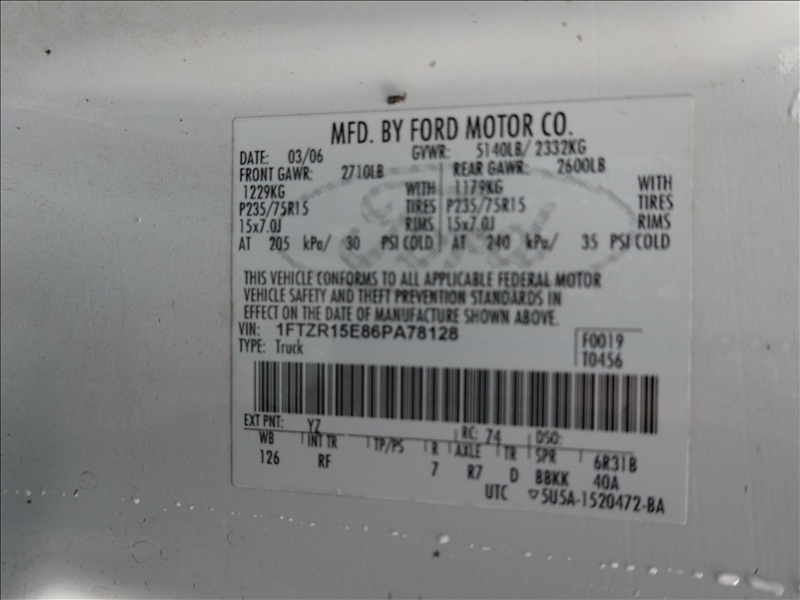 MFD. BY FORD MOTOR CO.
DATE: 03/06 GVWR: 5140LB/ 2332KG
FRONT GAWR: 2710LB REAR GAWR: 2600LB
1229KG WITH 1179KG WITH
P235/75R15 TIRES P235/75R15 TIRES
15x7.0J RIMS 15x7.0J RIMS
AT 205 kPa/ 30 PSI COLD AT 240 kPa/ 35 PSI COLD
THIS VEHICLE CONFORMS TO ALL APPLICABLE FEDERAL MOTOR
VEHICLE SAFETY AND THEFT PREVENTION STANDARDS IN
EFFECT ON THE DATE OF MANUFACTURE SHOWN ABOVE.
VIN: 1FTZR15E86PA78128
TYPE: Truck
F0019
T0456
EXT PNT: YZ RC: 74 DSO:
WB INT TR TP/PS R AXLE TR SPR 6R31B
126 RF 7 R7 D BBKK 40A
UTC ▽5U5A-1520472-BA